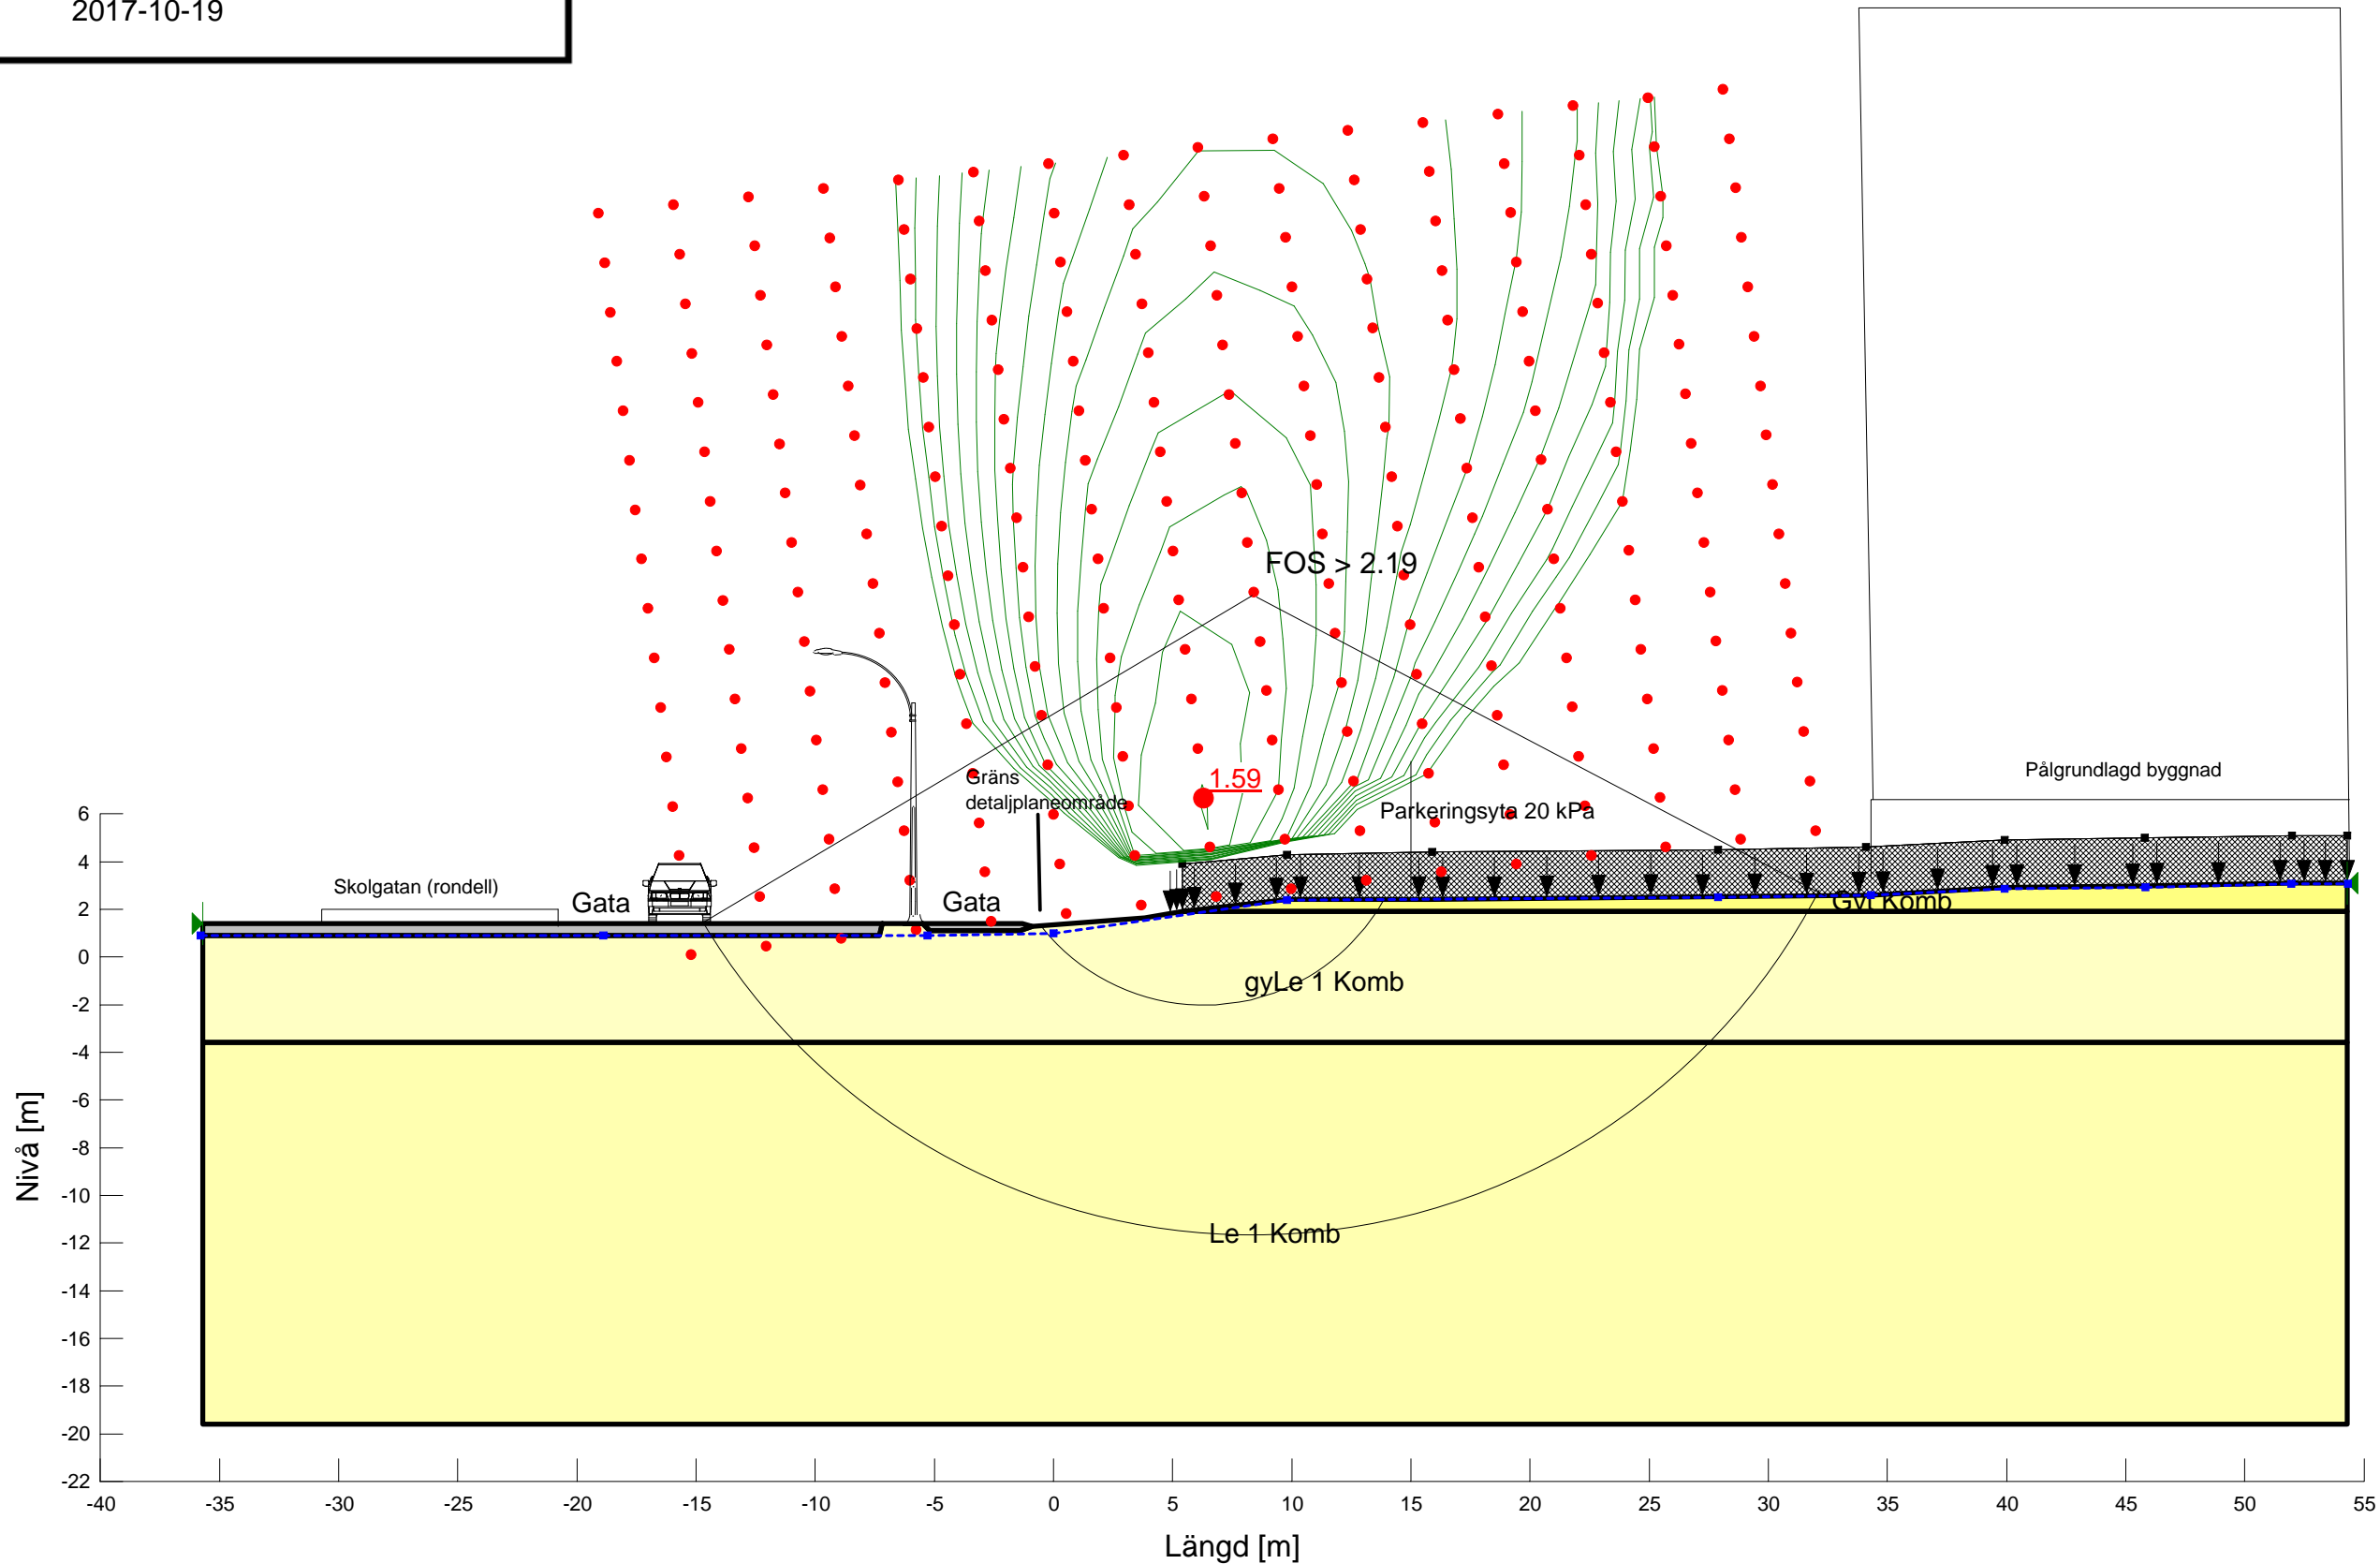 2017-10-19
FOS > 2.19
Gräns
detaljplaneområde
1.59
Pålgrundlagd byggnad
Parkeringsyta 20 kPa
Skolgatan (rondell)
Gata
Gata
Gyt Komb
gyLe 1 Komb
Le 1 Komb
Nivå [m]
6
4
2
0
-2
-4
-6
-8
-10
-12
-14
-16
-18
-20
-22
-40 -35 -30 -25 -20 -15 -10 -5 0 5 10 15 20 25 30 35 40 45 50 55
Längd [m]